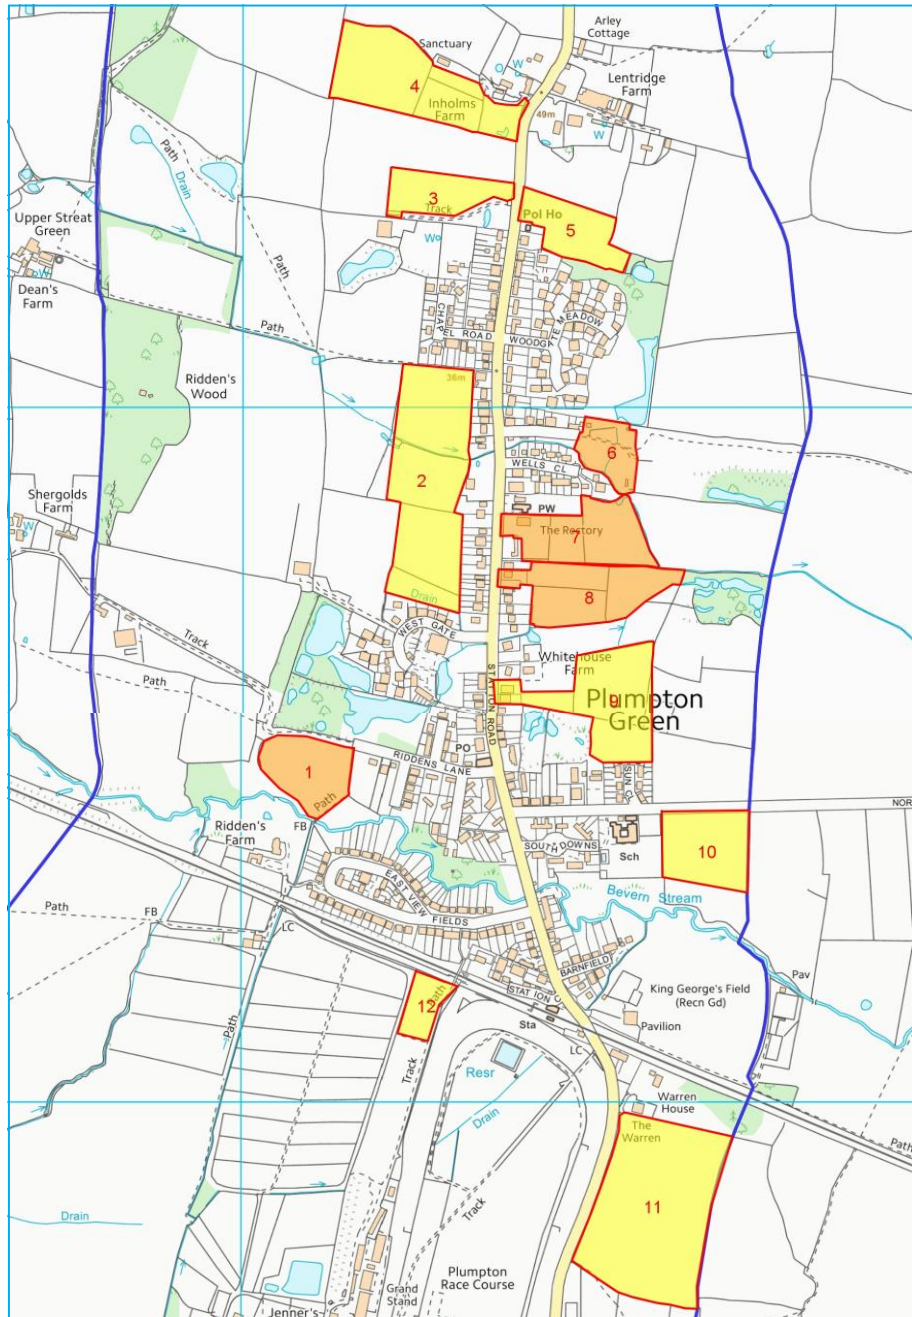 Arley
Cottage
Sanctuary
W
Lentridge
Farm
4
Inholms
Farm
49m
W
Path
Drain
3
Track
Pol Ho
5
Upper Streat
Green
W
Dean's
Farm
W
Path
Path
CHAPEL ROAD
WOODGATE MEADOW
36m
Ridden's
Wood
6
WELLS CL
2
Shergolds
Farm
W
PW
The Rectory
7
8
Drain
WEST GATE
Track
Path
STATION ROAD
Whitehouse
Farm
9
Plumpton
Green
PO
RIDDENS LANE
SUN
1
Path
NOR
FB
Ridden's
Farm
SOUTHDOWNS
Sch
10
EAST VIEW
FIELDS
Bevern Stream
Path
FB
LC
BARNFIELD
STATION C
King George's Field
(Recn Gd)
Pav
Path
12
Sta
Pavilion
LC
Path
Track
Resr
Drain
Warren
House
The
Warren
Path
11
Drain
Track
Plumpton
Race Course
Grand
Stand
Jenner's